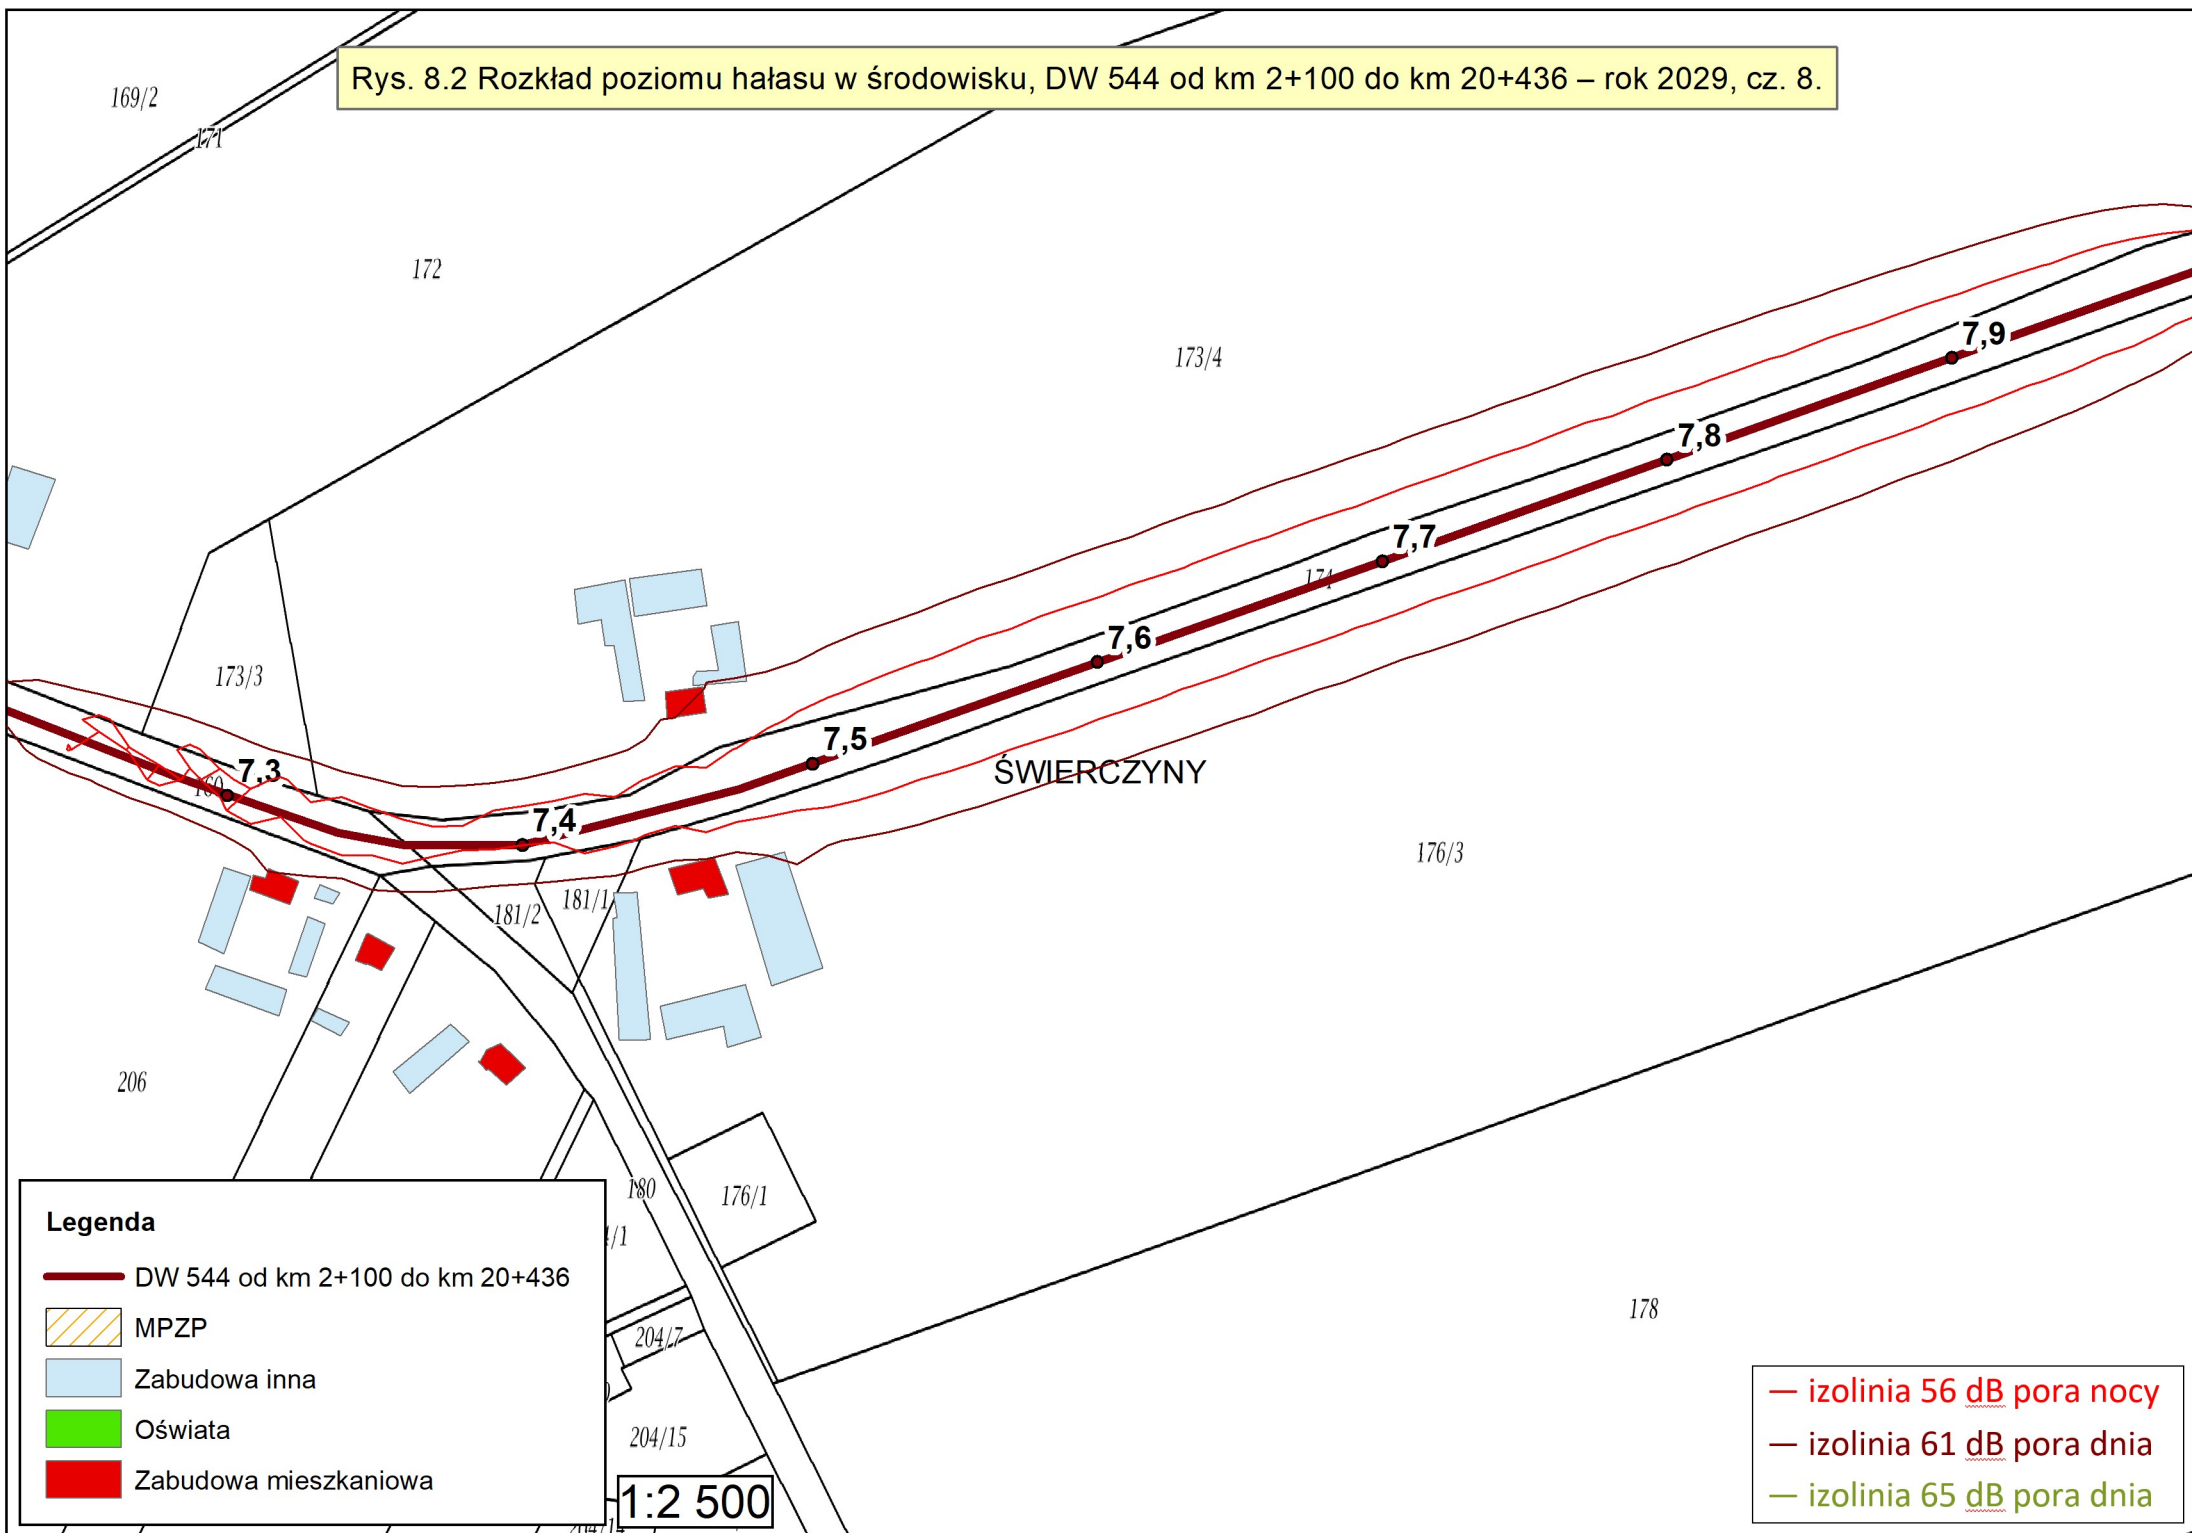 Rys. 8.2 Rozkład poziomu hałasu w środowisku, DW 544 od km 2+100 do km 20+436 – rok 2029, cz. 8.
169/2
171
172
173/4
7,9
7,8
7,7
174
7,6
173/3
7,5
7,3
160
ŚWIERCZYNY
7,4
176/3
181/1
181/2
206
180
176/1
/1
178
204/7
204/15
Legenda
DW 544 od km 2+100 do km 20+436
MPZP
Zabudowa inna
Oświata
Zabudowa mieszkaniowa
1:2 500
izolinia 56 dB pora nocy
izolinia 61 dB pora dnia
izolinia 65 dB pora dnia